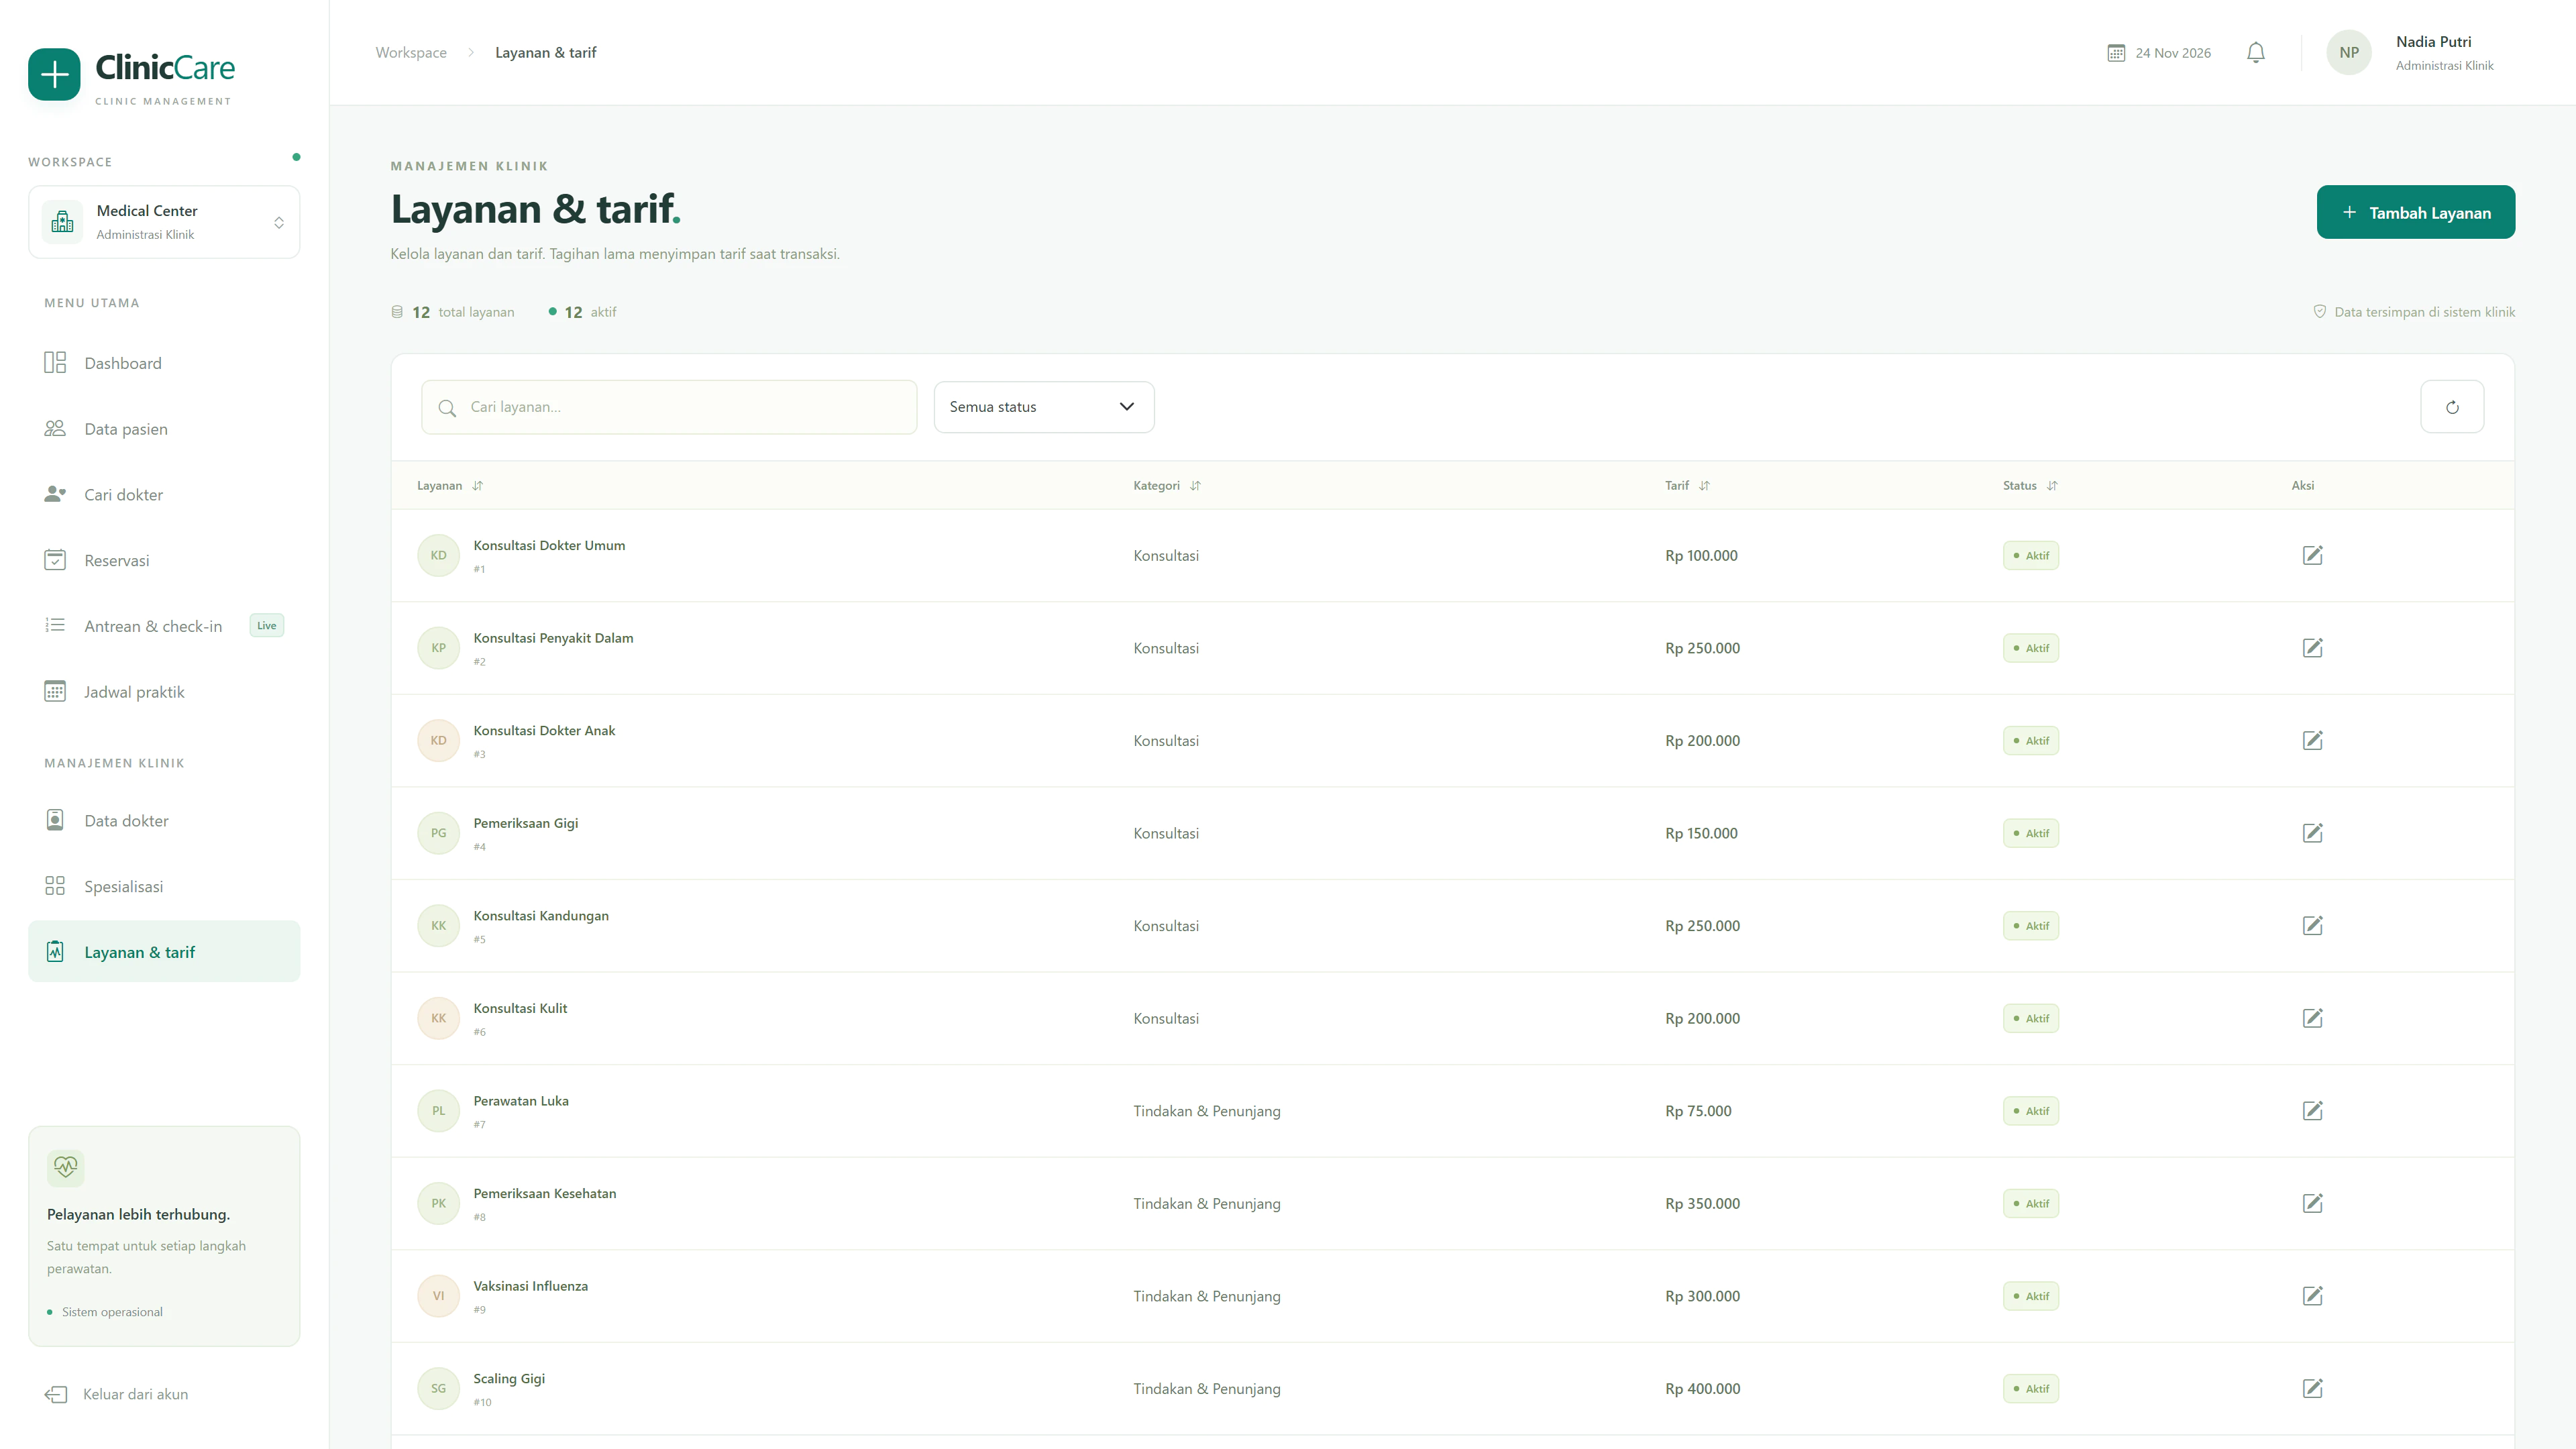 ClinicCare
CLINIC MANAGEMENT
WORKSPACE
Medical Center
Administrasi Klinik
MENU UTAMA
Dashboard
Data pasien
Cari dokter
Reservasi
Antrean & check-in Live
Jadwal praktik
MANAJEMEN KLINIK
Data dokter
Spesialisasi
Layanan & tarif
Pelayanan lebih terhubung.
Satu tempat untuk setiap langkah
perawatan.
Sistem operasional
Keluar dari akun
Workspace Layanan & tarif
24 Nov 2026
NP
Nadia Putri
Administrasi Klinik
MANAJEMEN KLINIK
Layanan & tarif.
Kelola layanan dan tarif. Tagihan lama menyimpan tarif saat transaksi.
Tambah Layanan
12 total layanan 12 aktif
Data tersimpan di sistem klinik
Cari layanan...
Semua status
Layanan Kategori Tarif Status Aksi
KD Konsultasi Dokter Umum #1 Konsultasi Rp 100.000 Aktif
KP Konsultasi Penyakit Dalam #2 Konsultasi Rp 250.000 Aktif
KD Konsultasi Dokter Anak #3 Konsultasi Rp 200.000 Aktif
PG Pemeriksaan Gigi #4 Konsultasi Rp 150.000 Aktif
KK Konsultasi Kandungan #5 Konsultasi Rp 250.000 Aktif
KK Konsultasi Kulit #6 Konsultasi Rp 200.000 Aktif
PL Perawatan Luka #7 Tindakan & Penunjang Rp 75.000 Aktif
PK Pemeriksaan Kesehatan #8 Tindakan & Penunjang Rp 350.000 Aktif
VI Vaksinasi Influenza #9 Tindakan & Penunjang Rp 300.000 Aktif
SG Scaling Gigi #10 Tindakan & Penunjang Rp 400.000 Aktif